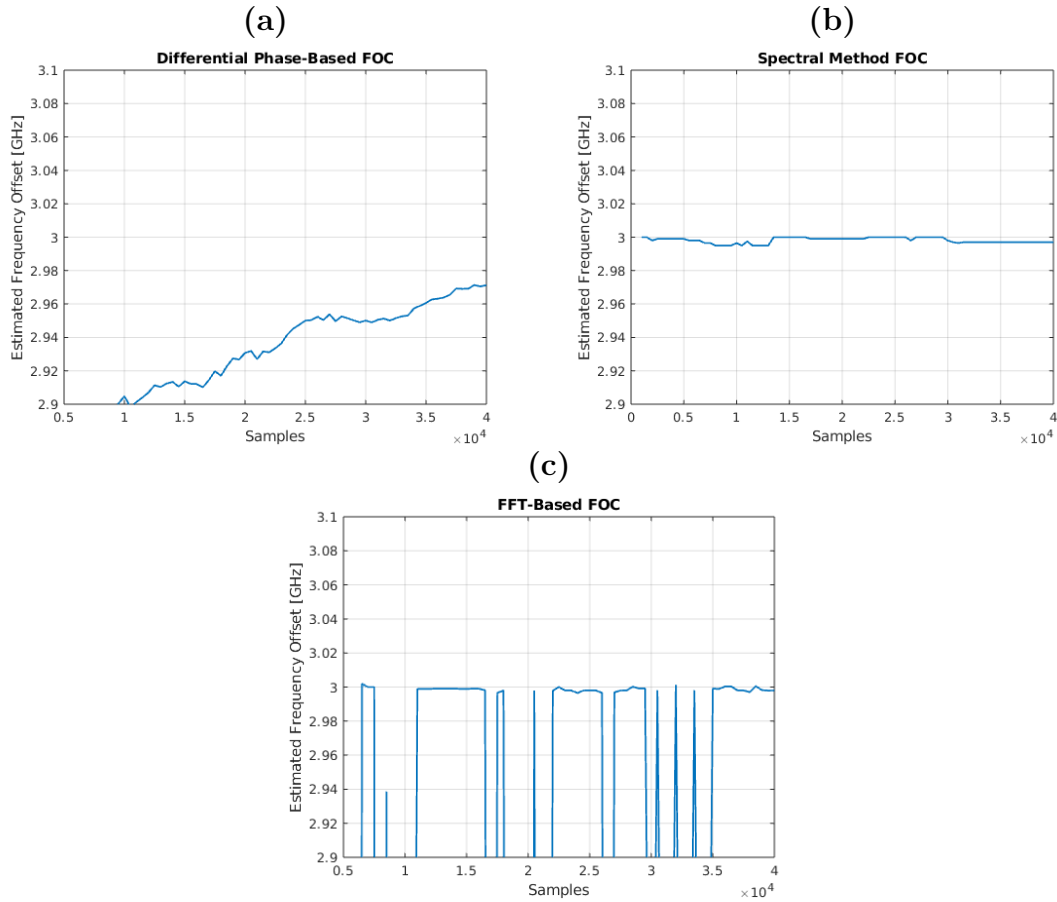 (a)
Differential Phase-Based FOC
3.1
3.08
3.06
3.04
3.02
3
2.98
2.96
2.94
2.92
2.9
Estimated Frequency Offset [GHz]
0.5 1 1.5 2 2.5 3 3.5 4
Samples
×10^4
(b)
Spectral Method FOC
3.1
3.08
3.06
3.04
3.02
3
2.98
2.96
2.94
2.92
2.9
Estimated Frequency Offset [GHz]
0 0.5 1 1.5 2 2.5 3 3.5 4
Samples
×10^4
(c)
FFT-Based FOC
3.1
3.08
3.06
3.04
3.02
3
2.98
2.96
2.94
2.92
2.9
Estimated Frequency Offset [GHz]
0.5 1 1.5 2 2.5 3 3.5 4
Samples
×10^4